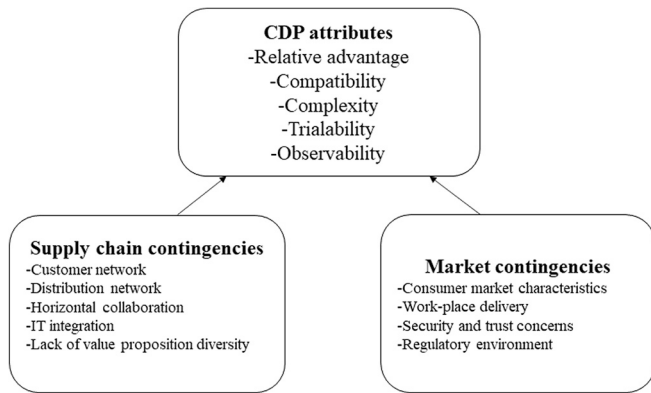 CDP attributes
-Relative advantage
-Compatibility
-Complexity
-Trialability
-Observability
Supply chain contingencies
-Customer network
-Distribution network
-Horizontal collaboration
-IT integration
-Lack of value proposition diversity
Market contingencies
-Consumer market characteristics
-Work-place delivery
-Security and trust concerns
-Regulatory environment